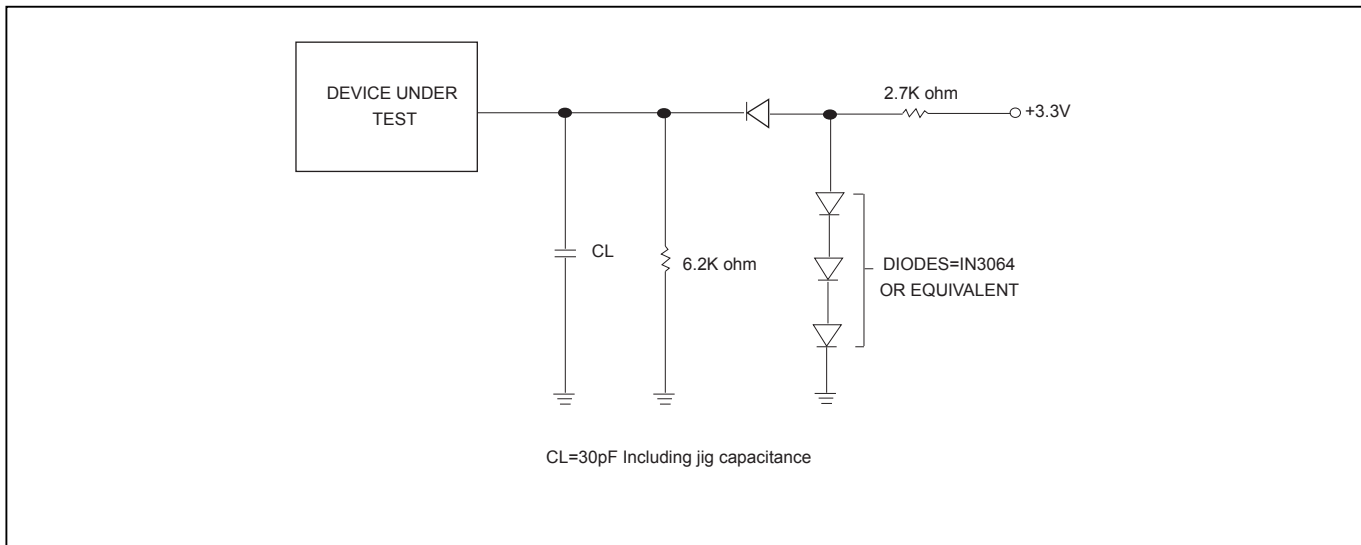 DEVICE UNDER
TEST
2.7K ohm
+3.3V
CL
6.2K ohm
DIODES=IN3064
OR EQUIVALENT
CL=30pF Including jig capacitance